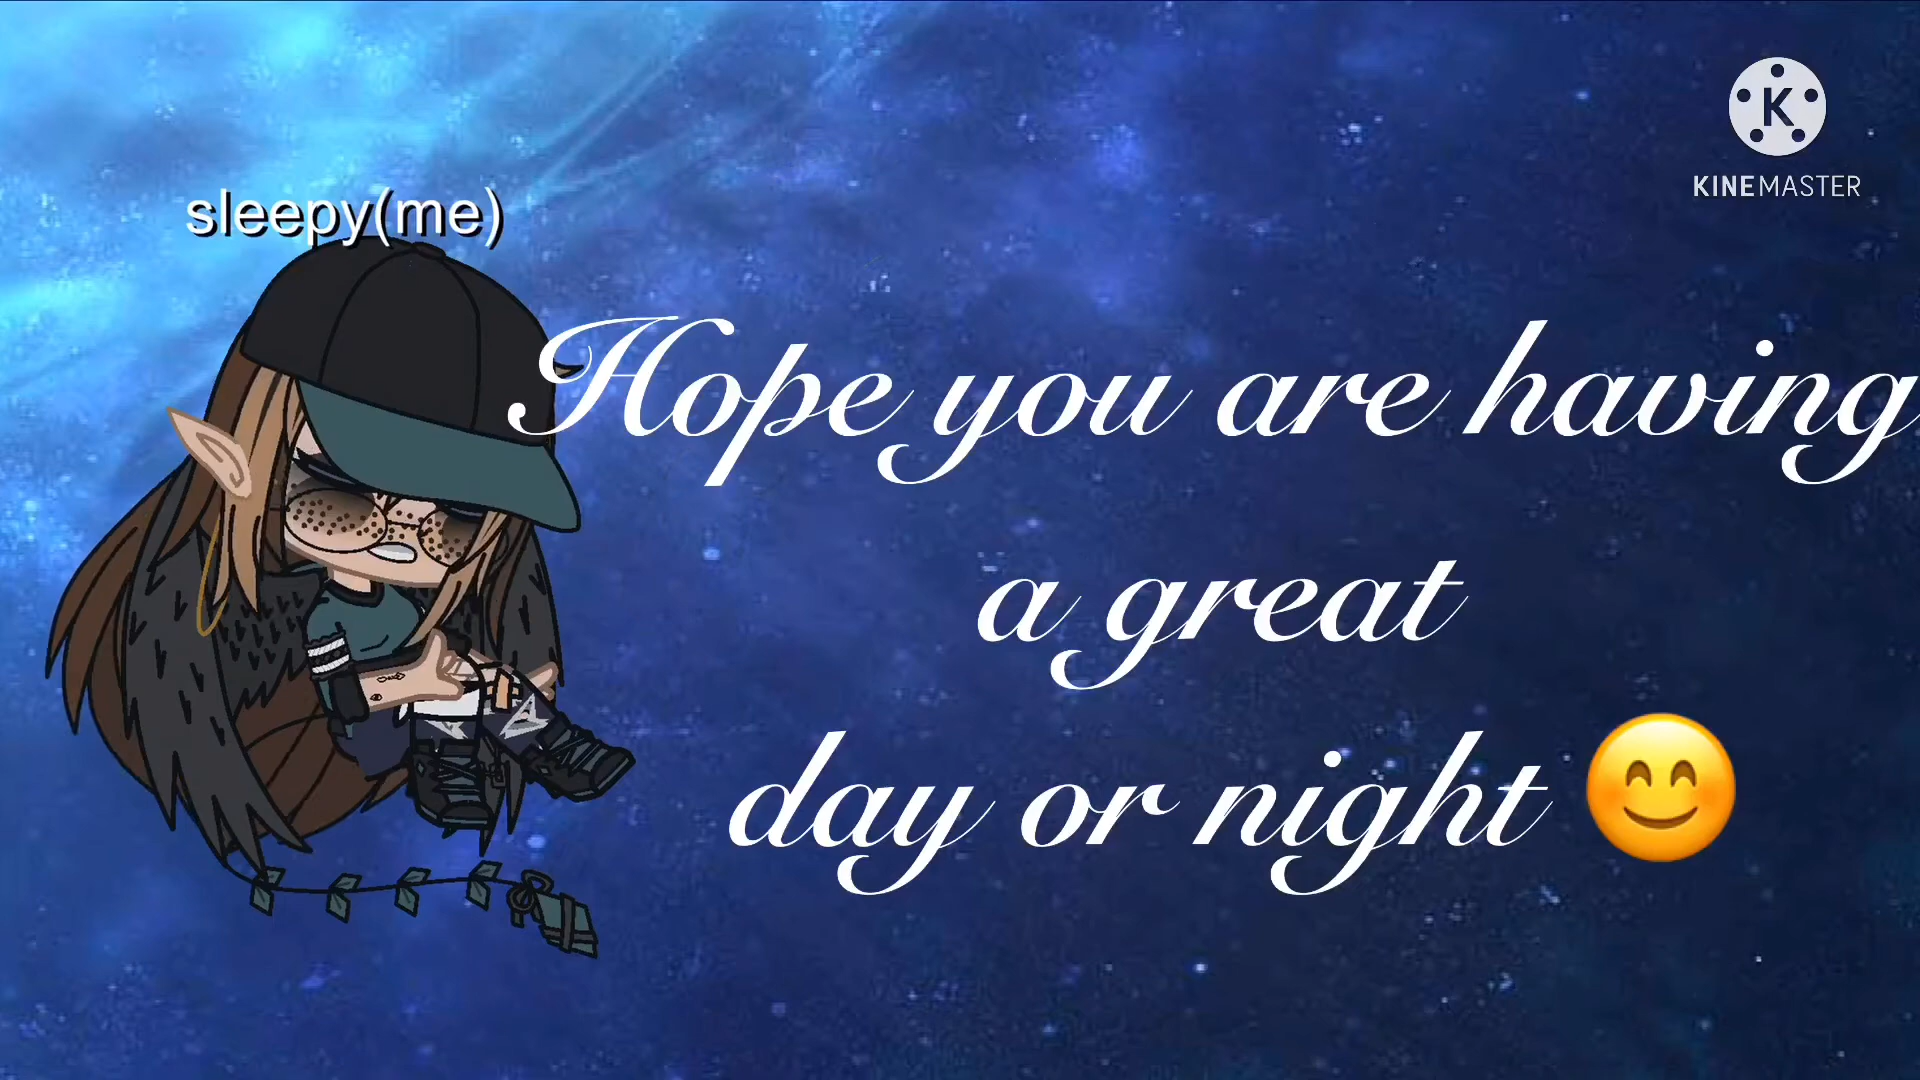 K
KINEMASTER
sleepy(me)
Hope you are having
a great
day or night 😊